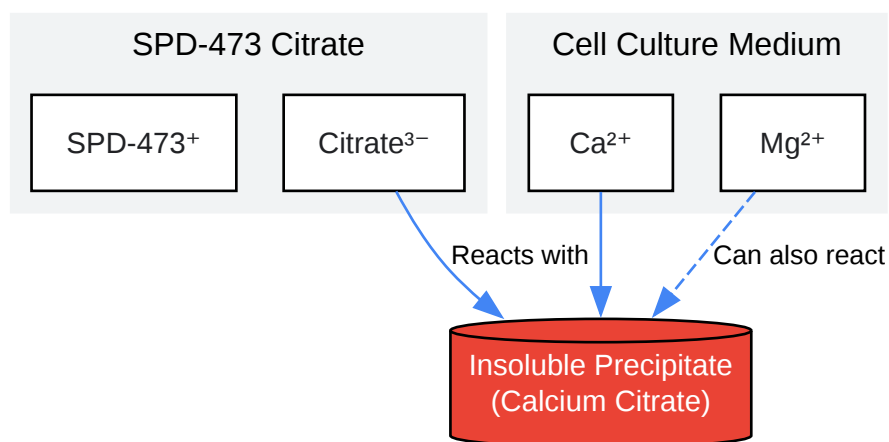 SPD-473 Citrate
Cell Culture Medium
SPD-473⁺
Citrate³⁻
Ca²⁺
Mg²⁺
Reacts with
Can also react
Insoluble Precipitate
(Calcium Citrate)